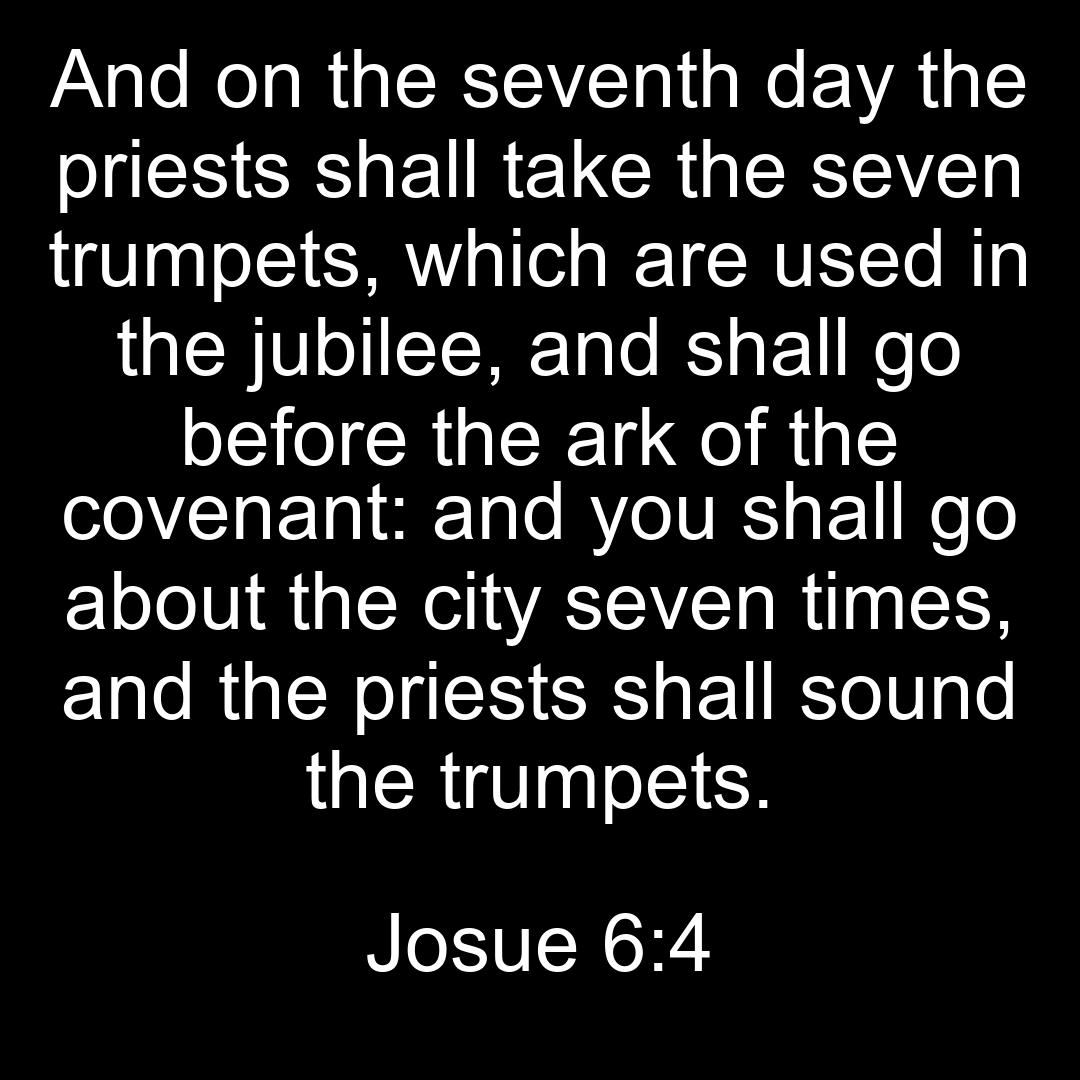 And on the seventh day the
priests shall take the seven
trumpets, which are used in
the jubilee, and shall go
before the ark of the
covenant: and you shall go
about the city seven times,
and the priests shall sound
the trumpets.
Josue 6:4